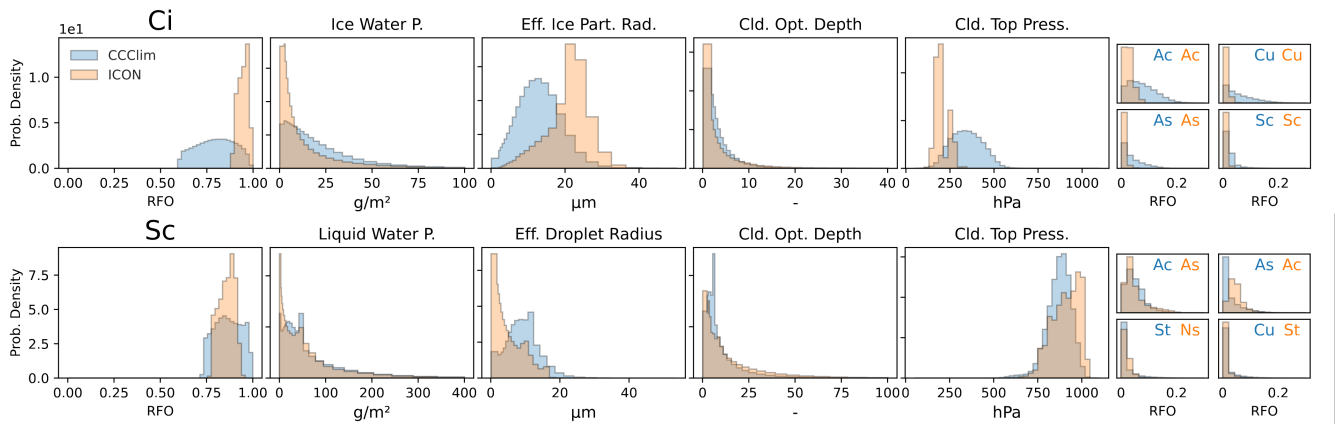 Ci
Ice Water P.
Eff. Ice Part. Rad.
Cld. Opt. Depth
Cld. Top Press.
1e1
CCClim
ICON
Ac Ac
Cu Cu
As As
Sc Sc
Prob. Density
1.0
0.5
0.0
0.00 0.25 0.50 0.75 1.00
0 25 50 75 100
0 20 40
0 10 20 30 40
0 250 500 750 1000
0 0.2
0 0.2
RFO
g/m²
μm
-
hPa
RFO
RFO
Sc
Liquid Water P.
Eff. Droplet Radius
Cld. Opt. Depth
Cld. Top Press.
Ac As
As Ac
St Ns
Cu St
Prob. Density
7.5
5.0
2.5
0.0
0.00 0.25 0.50 0.75 1.00
0 100 200 300 400
0 20 40
0 25 50 75 100
0 250 500 750 1000
0 0.2
0 0.2
RFO
g/m²
μm
-
hPa
RFO
RFO